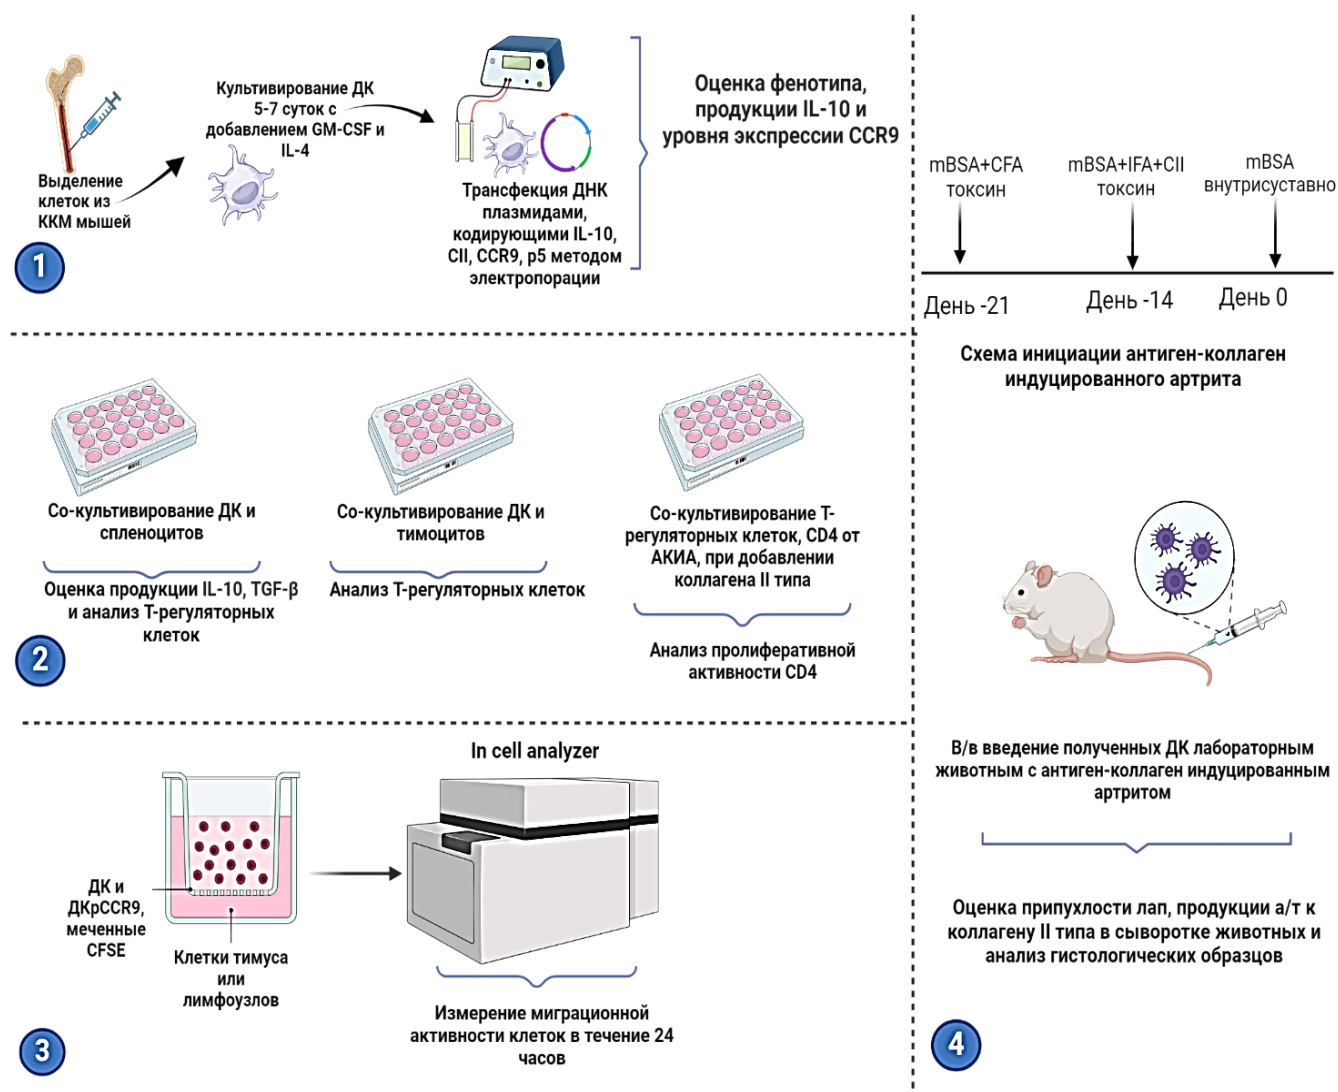 Выделение
клеток из
ККМ мышей
1
Культивирование ДК
5-7 суток с
добавлением GM-CSF и
IL-4
Трансфекция ДНК
плазмидами,
кодирующими IL-10,
CII, CCR9, p5 методом
электропорации
Оценка фенотипа,
продукции IL-10 и
уровня экспрессии CCR9
Со-культивирование ДК и
спленоцитов
Оценка продукции IL-10, TGF-β
и анализ Т-регуляторных
клеток
2
Со-культивирование ДК и
тимоцитов
Анализ Т-регуляторных клеток
Со-культивирование Т-
регуляторных клеток, CD4 от
АКИА, при добавлении
коллагена II типа
Анализ пролиферативной
активности CD4
ДК и
ДКрCCR9,
меченные
CFSE
Клетки тимуса
или
лимфоузлов
3
In cell analyzer
Измерение миграционной
активности клеток в течение 24
часов
mBSA+CFA
токсин
mBSA+IFA+CII
токсин
mBSA
внутрисуставно
День -21
День -14
День 0
Схема инициации антиген-коллаген
индуцированного артрита
В/в введение полученных ДК лабораторным
животным с антиген-коллаген индуцированным
артритом
Оценка припухлости лап, продукции а/т к
коллагену II типа в сыворотке животных и
анализ гистологических образцов
4